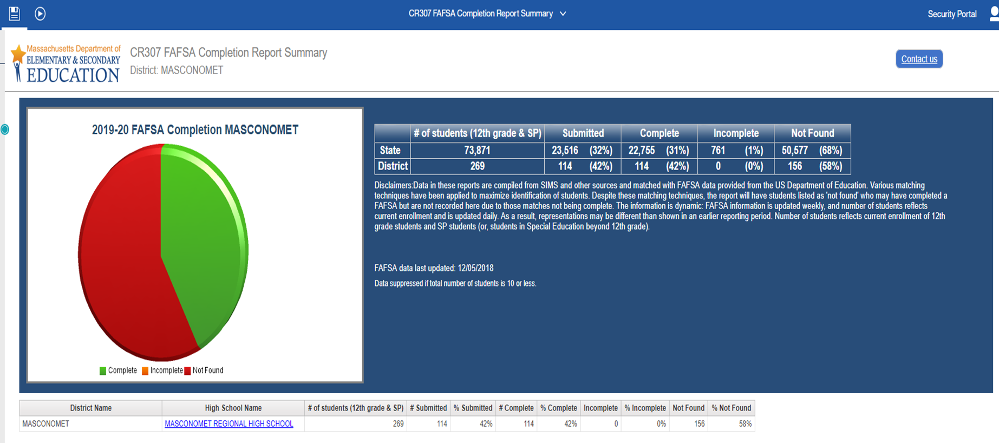 CR307 FAFSA Completion Report Summary
Security Portal
Massachusetts Department of
ELEMENTARY & SECONDARY
EDUCATION
CR307 FAFSA Completion Report Summary
District: MASCONOMET
Contact us
2019-20 FAFSA Completion MASCONOMET
Complete Incomplete Not Found
# of students (12th grade & SP) Submitted Complete Incomplete Not Found
State 73,871 23,516 (32%) 22,755 (31%) 761 (1%) 50,577 (68%)
District 269 114 (42%) 114 (42%) 0 (0%) 156 (58%)
Disclaimers:Data in these reports are compiled from SIMS and other sources and matched with FAFSA data provided from the US Department of Education. Various matching
techniques have been applied to maximize identification of students. Despite these matching techniques, the report will have students listed as 'not found' who may have completed a
FAFSA but are not recorded here due to those matches not being complete. The information is dynamic: FAFSA information is updated weekly, and number of students reflects
current enrollment and is updated daily. As a result, representations may be different than shown in an earlier reporting period. Number of students reflects current enrollment of 12th
grade students and SP students (or, students in Special Education beyond 12th grade).
FAFSA data last updated: 12/05/2018
Data suppressed if total number of students is 10 or less.
District Name High School Name # of students (12th grade & SP) # Submitted % Submitted # Complete % Complete Incomplete % Incomplete Not Found % Not Found
MASCONOMET MASCONOMET REGIONAL HIGH SCHOOL 269 114 42% 114 42% 0 0% 156 58%